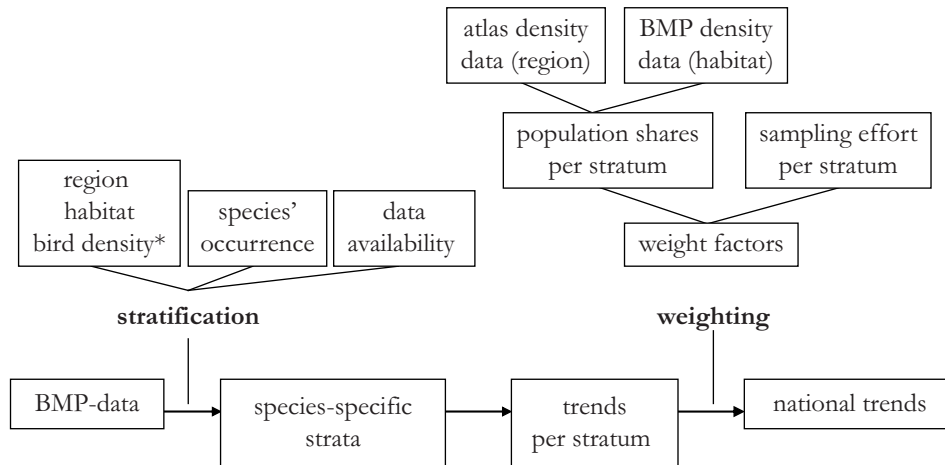 atlas density
data (region)
BMP density
data (habitat)
population shares
per stratum
sampling effort
per stratum
region
habitat
bird density*
species’
occurrence
data
availability
weight factors
stratification
weighting
BMP-data
species-specific
strata
trends
per stratum
national trends